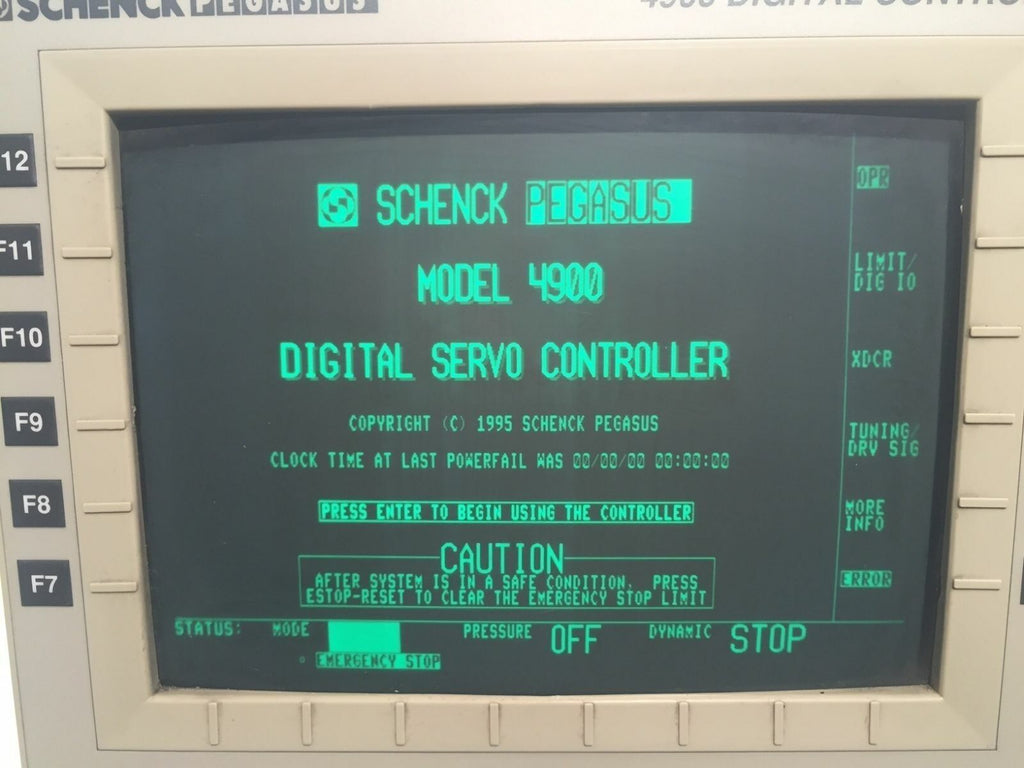 SCHENCK PEGASUS
4900 DIGITAL CONTRO
12
F11
F10
F9
F8
F7
SCHENCK PEGASUS
MODEL 4900
DIGITAL SERVO CONTROLLER
COPYRIGHT (C) 1995 SCHENCK PEGASUS
CLOCK TIME AT LAST POWERFAIL WAS 00/00/00 00:00:00
PRESS ENTER TO BEGIN USING THE CONTROLLER
CAUTION
AFTER SYSTEM IS IN A SAFE CONDITION, PRESS
ESTOP-RESET TO CLEAR THE EMERGENCY STOP LIMIT
OPR
LIMIT/
DIG IO
XDCR
TUNING/
DRV SIG
MORE
INFO
ERROR
STATUS: MODE PRESSURE OFF DYNAMIC STOP
EMERGENCY STOP